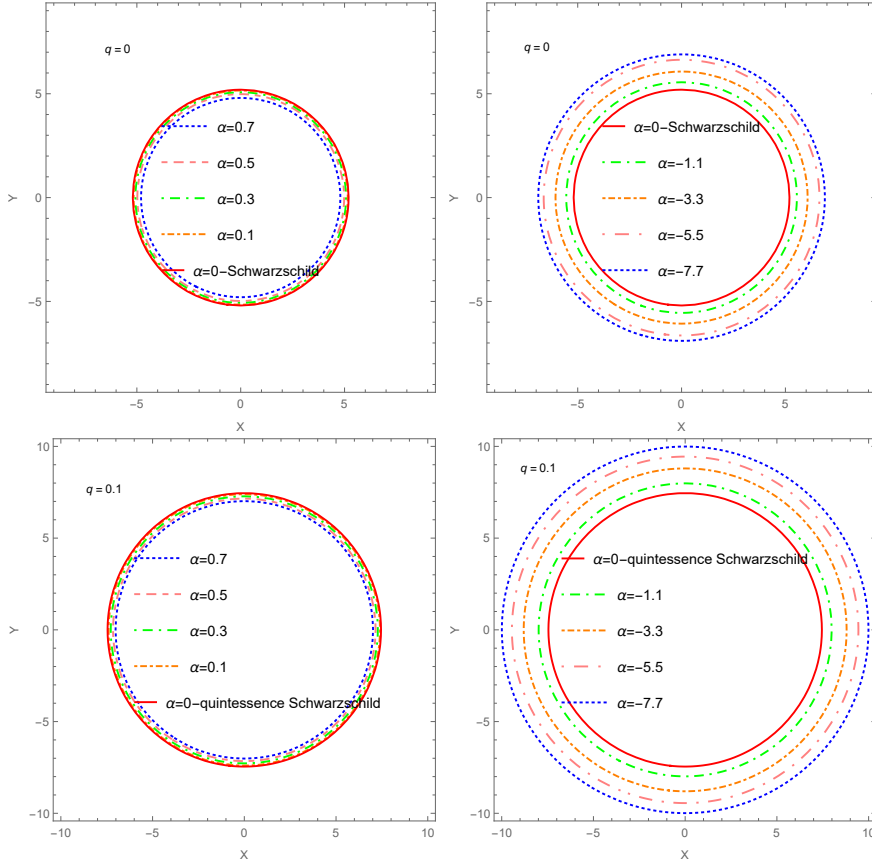 q = 0
α=0.7
α=0.5
α=0.3
α=0.1
α=0−Schwarzschild
5
0
−5
Y
−5
0
5
X
q = 0
α=0−Schwarzschild
α=−1.1
α=−3.3
α=−5.5
α=−7.7
5
0
−5
Y
−5
0
5
X
q = 0.1
α=0.7
α=0.5
α=0.3
α=0.1
α=0−quintessence Schwarzschild
10
5
0
−5
−10
Y
−10
−5
0
5
10
X
q = 0.1
α=0−quintessence Schwarzschild
α=−1.1
α=−3.3
α=−5.5
α=−7.7
10
5
0
−5
−10
Y
−10
−5
0
5
10
X